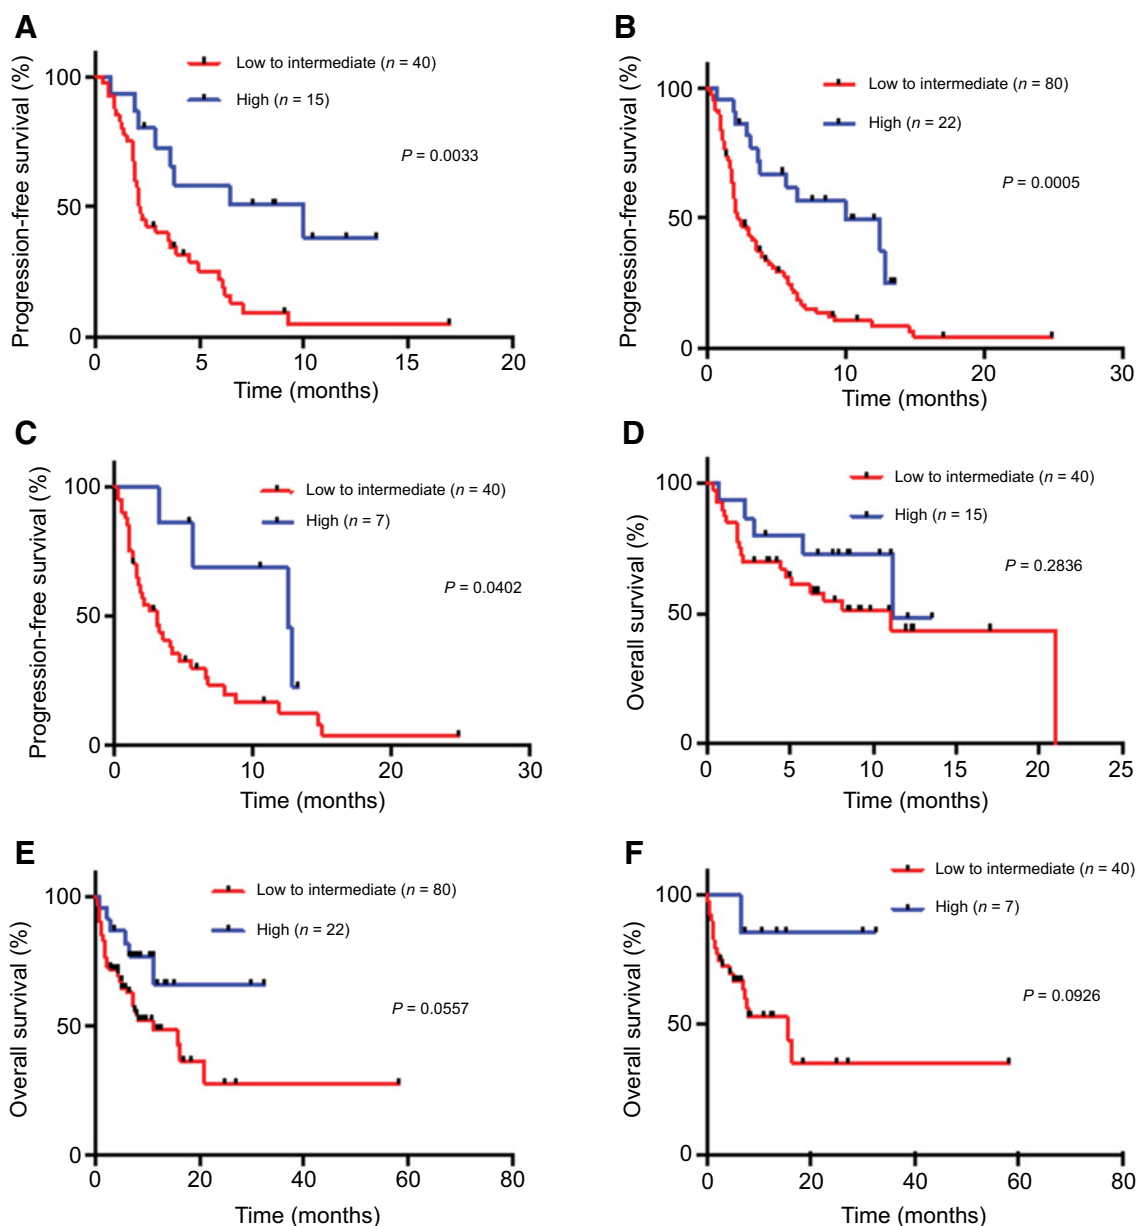 A
Progression-free survival (%)
Low to intermediate (n = 40)
High (n = 15)
P = 0.0033
100
50
0
0 5 10 15 20
Time (months)
B
Progression-free survival (%)
Low to intermediate (n = 80)
High (n = 22)
P = 0.0005
100
50
0
0 10 20 30
Time (months)
C
Progression-free survival (%)
Low to intermediate (n = 40)
High (n = 7)
P = 0.0402
100
50
0
0 10 20 30
Time (months)
D
Overall survival (%)
Low to intermediate (n = 40)
High (n = 15)
P = 0.2836
100
50
0
0 5 10 15 20 25
Time (months)
E
Overall survival (%)
Low to intermediate (n = 80)
High (n = 22)
P = 0.0557
100
50
0
0 20 40 60 80
Time (months)
F
Overall survival (%)
Low to intermediate (n = 40)
High (n = 7)
P = 0.0926
100
50
0
0 20 40 60 80
Time (months)